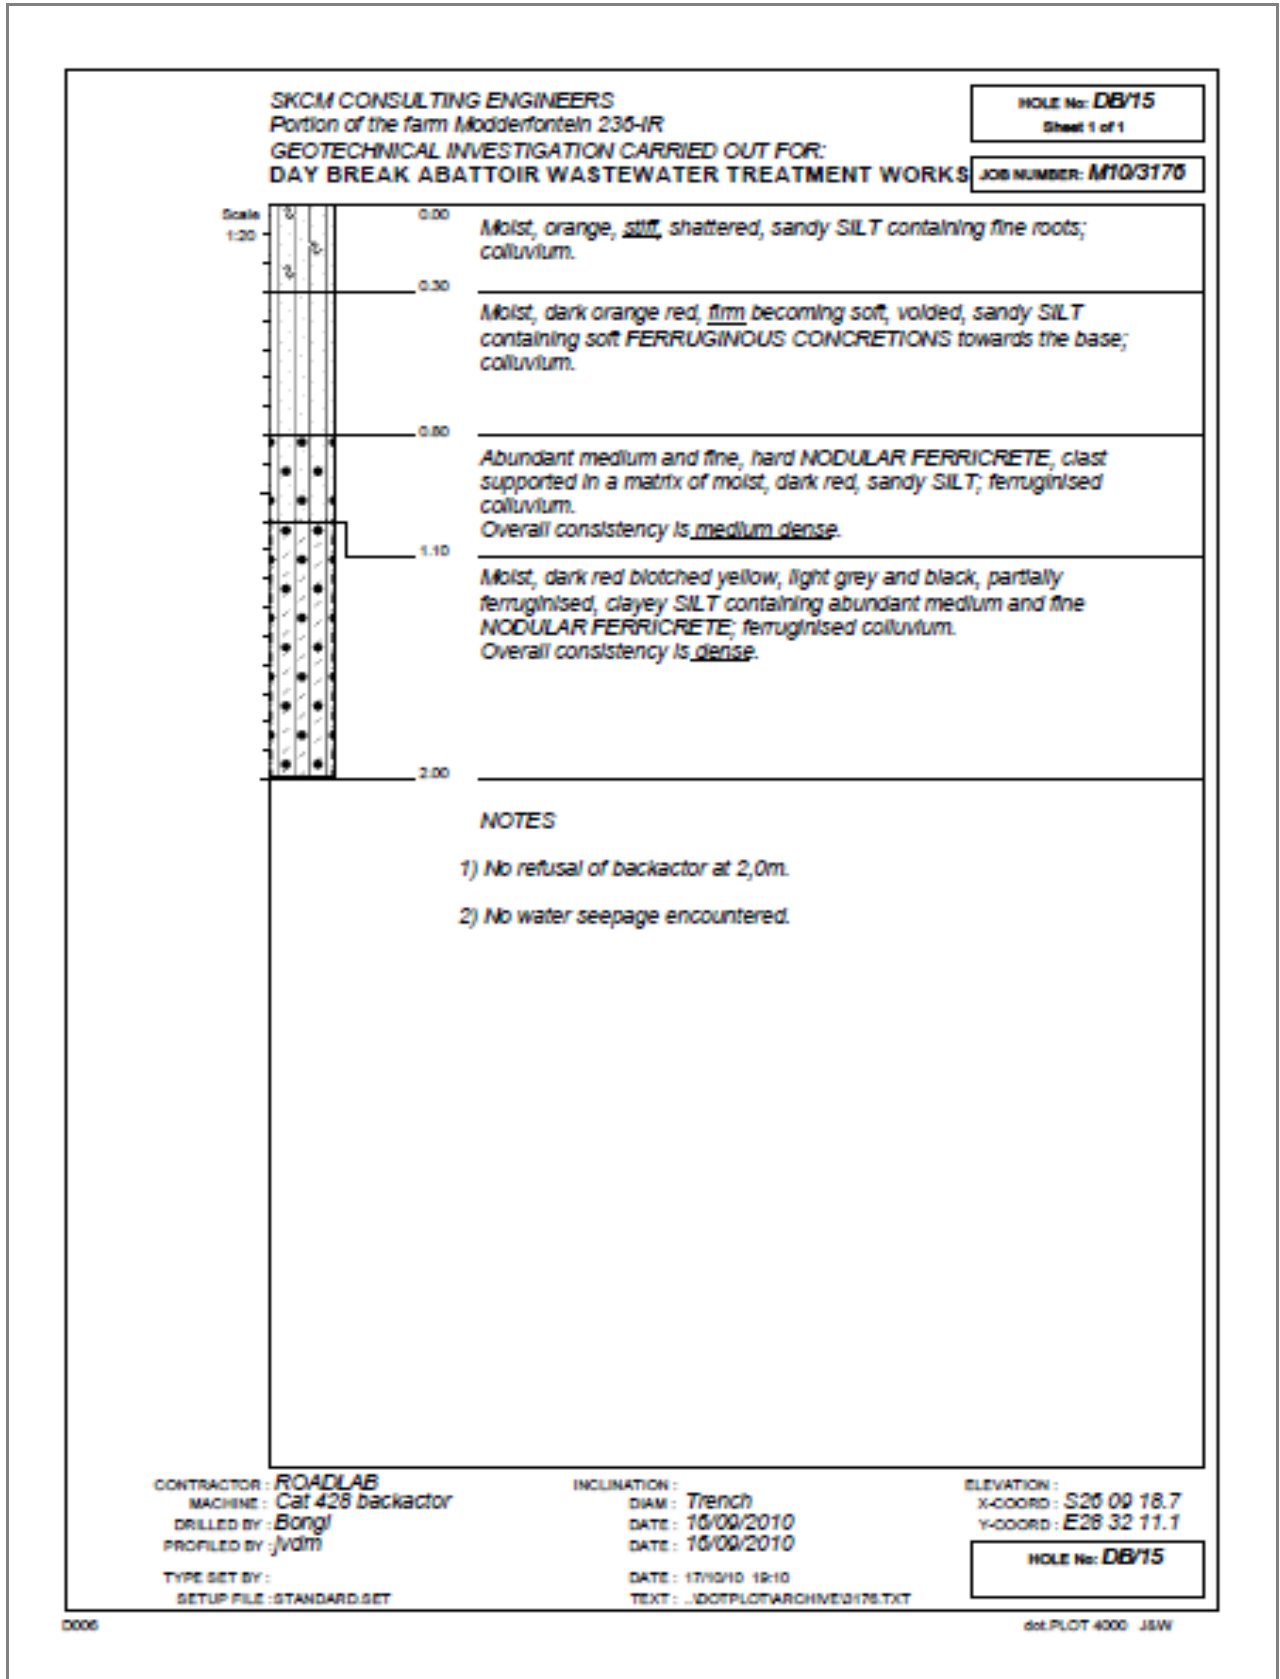 SKCM CONSULTING ENGINEERS
Portion of the farm Modderfontein 236-IR
GEOTECHNICAL INVESTIGATION CARRIED OUT FOR:
DAY BREAK ABATTOIR WASTEWATER TREATMENT WORKS
HOLE No: DB/15
Sheet 1 of 1
JOB NUMBER: M10/3176
Scale
1:20
0.00
Moist, orange, stiff, shattered, sandy SILT containing fine roots;
colluvium.
0.30
Moist, dark orange red, firm becoming soft, voided, sandy SILT
containing soft FERRUGINOUS CONCRETIONS towards the base;
colluvium.
0.80
Abundant medium and fine, hard NODULAR FERRICRETE, clast
supported in a matrix of moist, dark red, sandy SILT; ferruginised
colluvium.
Overall consistency is medium dense.
1.10
Moist, dark red blotched yellow, light grey and black, partially
ferruginised, clayey SILT containing abundant medium and fine
NODULAR FERRICRETE; ferruginised colluvium.
Overall consistency is dense.
2.00
NOTES
1) No refusal of backactor at 2,0m.
2) No water seepage encountered.
CONTRACTOR : ROADLAB
MACHINE : Cat 428 backactor
DRILLED BY : Bongi
PROFILED BY : jvdm
TYPE SET BY :
SETUP FILE : STANDARD.SET
INCLINATION :
DIAM : Trench
DATE : 16/09/2010
DATE : 16/09/2010
DATE : 17/10/10 19:10
TEXT : ..\DOTPLOT\ARCHIVE\3176.TXT
ELEVATION :
X-COORD : S26 09 18.7
Y-COORD : E28 32 11.1
HOLE No: DB/15
D006
dot.PLOT 4000 J&W